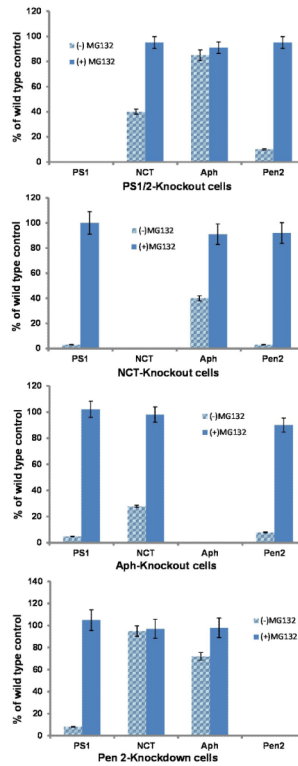 % of wild type control
120
100
80
60
40
20
0
(-) MG132
(+) MG132
PS1 NCT Aph Pen2
PS1/2-Knockout cells
% of wild type control
120
100
80
60
40
20
0
(-)MG132
(+)MG132
PS1 NCT Aph Pen2
NCT-Knockout cells
% of wild type control
120
100
80
60
40
20
0
(-)MG132
(+)MG132
PS1 NCT Aph Pen2
Aph-Knockout cells
% of wild type control
140
120
100
80
60
40
20
0
(-)MG132
(+)MG132
PS1 NCT Aph Pen2
Pen 2-Knockdown cells